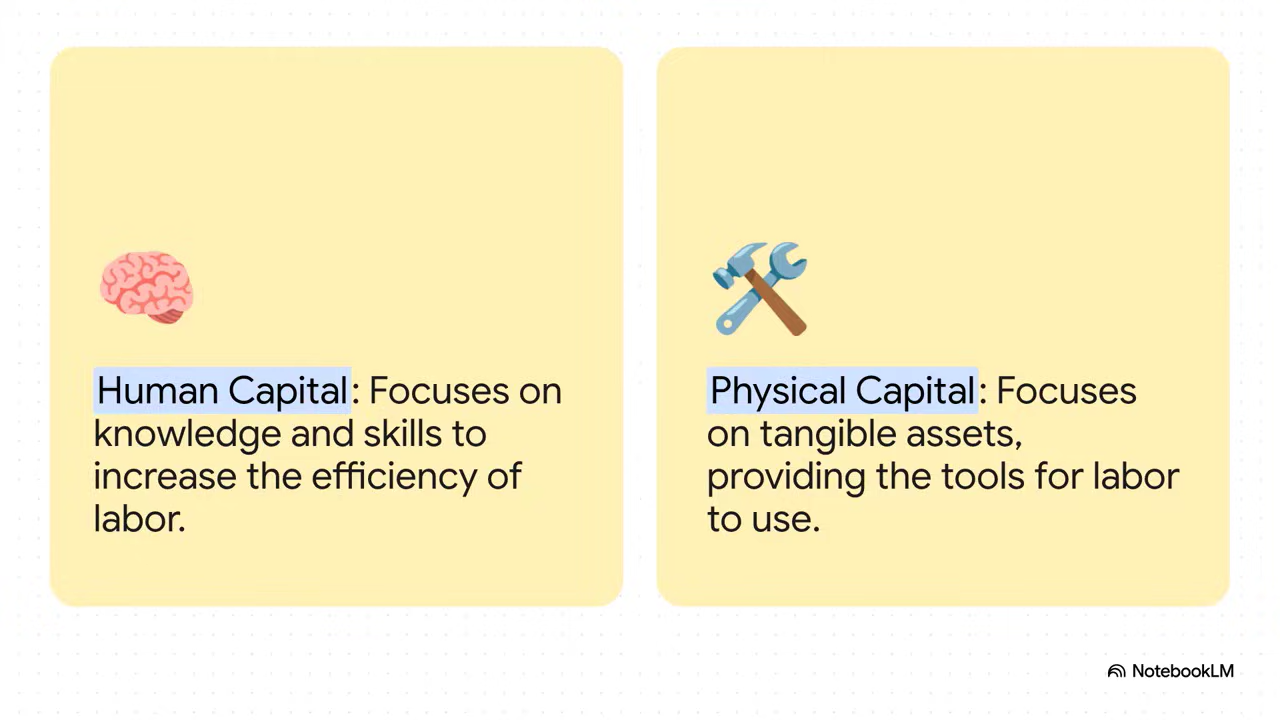 Human Capital: Focuses on
knowledge and skills to
increase the efficiency of
labor.
Physical Capital: Focuses
on tangible assets,
providing the tools for labor
to use.
NotebookLM